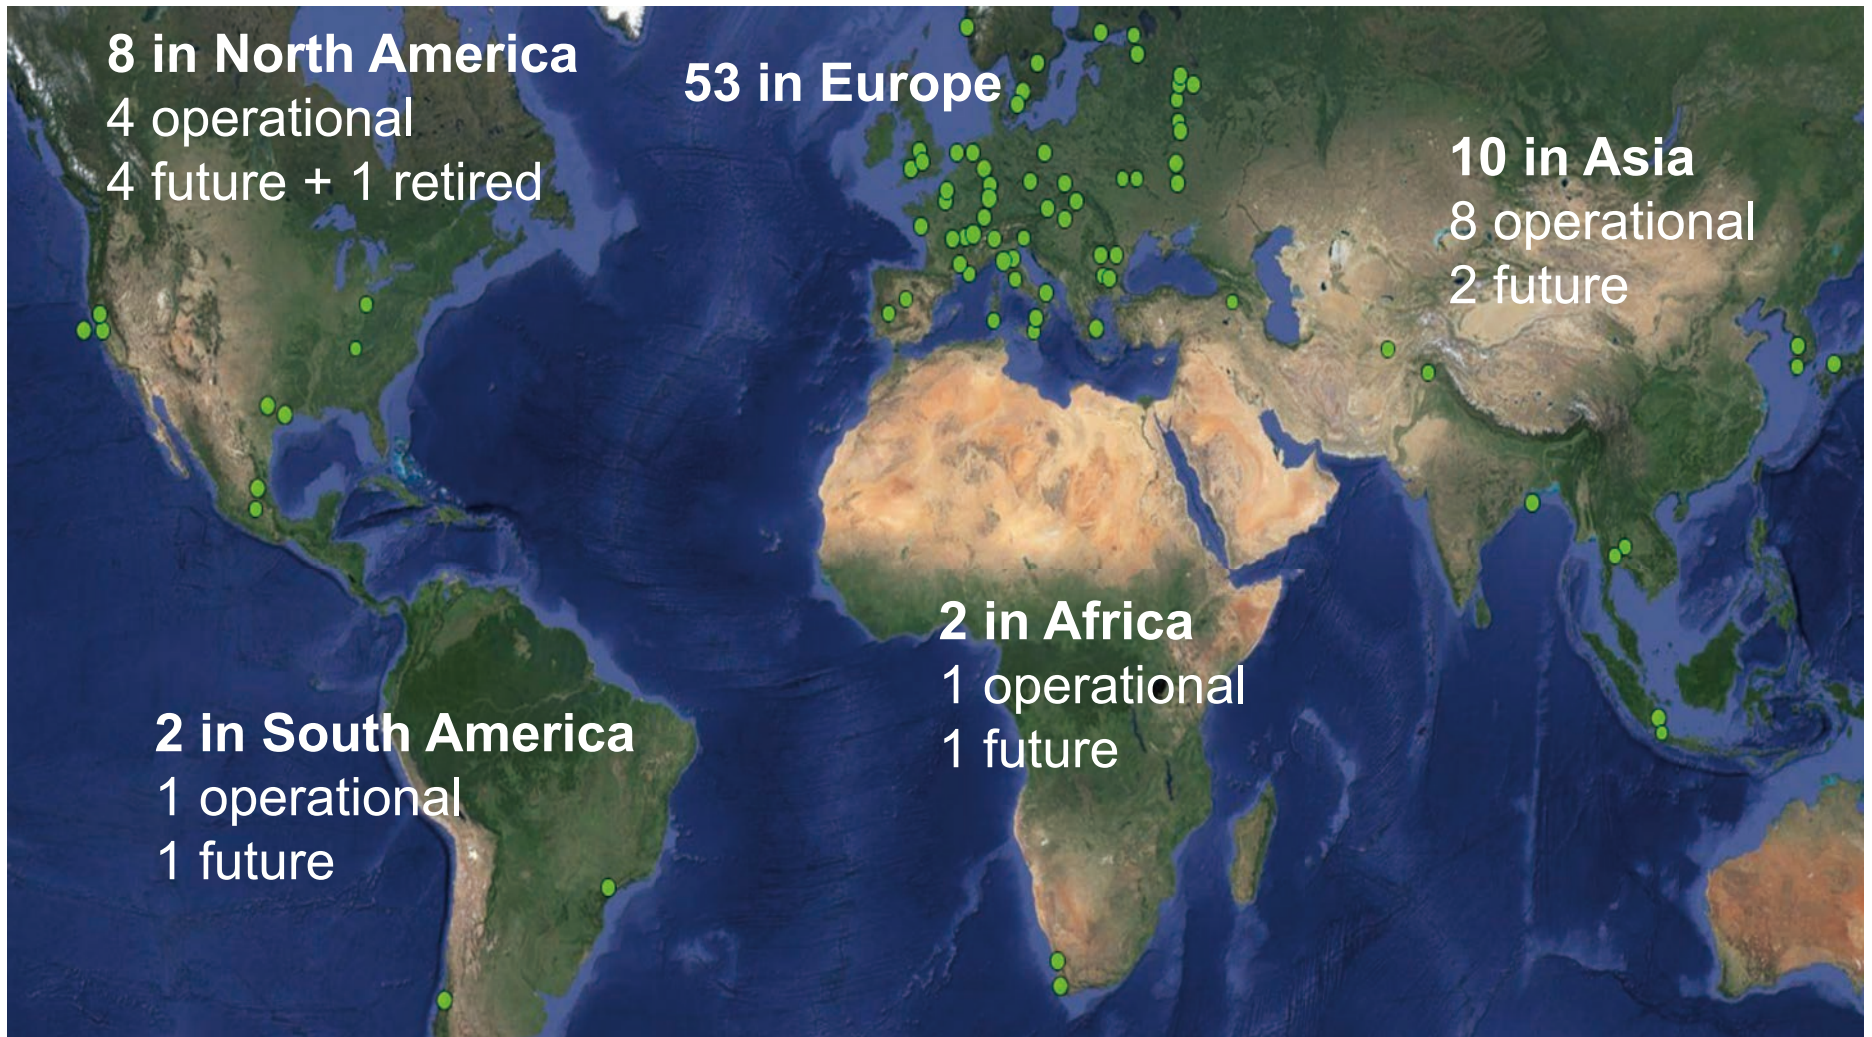 8 in North America
4 operational
4 future + 1 retired
53 in Europe
10 in Asia
8 operational
2 future
2 in Africa
1 operational
1 future
2 in South America
1 operational
1 future